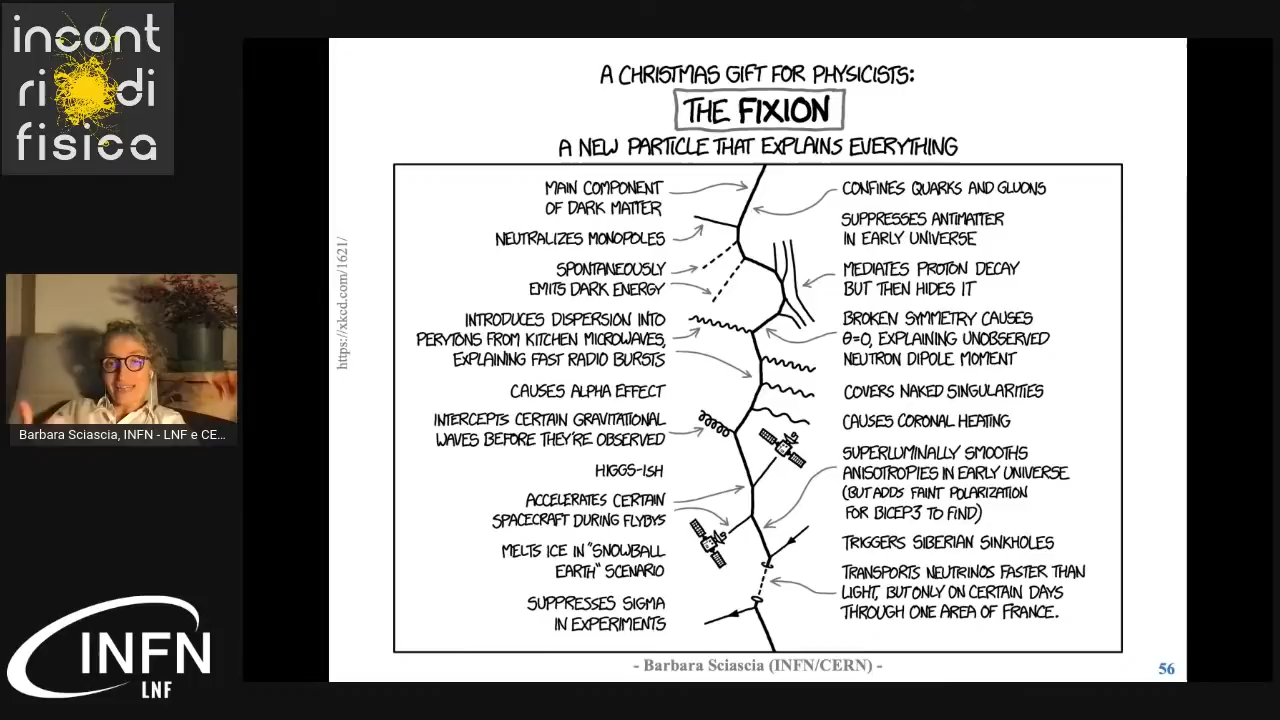 incont
ri di
fisica
A CHRISTMAS GIFT FOR PHYSICISTS:
THE FIXION
A NEW PARTICLE THAT EXPLAINS EVERYTHING
MAIN COMPONENT
OF DARK MATTER
NEUTRALIZES MONOPOLES
SPONTANEOUSLY
EMITS DARK ENERGY
INTRODUCES DISPERSION INTO
PERYTONS FROM KITCHEN MICROWAVES,
EXPLAINING FAST RADIO BURSTS
CAUSES ALPHA EFFECT
INTERCEPTS CERTAIN GRAVITATIONAL
WAVES BEFORE THEY'RE OBSERVED
HIGGS-ISH
ACCELERATES CERTAIN
SPACECRAFT DURING FLYBYS
MELTS ICE IN "SNOWBALL
EARTH" SCENARIO
SUPPRESSES SIGMA
IN EXPERIMENTS
CONFINES QUARKS AND GLUONS
SUPPRESSES ANTIMATTER
IN EARLY UNIVERSE
MEDIATES PROTON DECAY
BUT THEN HIDES IT
BROKEN SYMMETRY CAUSES
θ=0, EXPLAINING UNOBSERVED
NEUTRON DIPOLE MOMENT
COVERS NAKED SINGULARITIES
CAUSES CORONAL HEATING
SUPERLUMINALLY SMOOTHS
ANISOTROPIES IN EARLY UNIVERSE
(BUT ADDS FAINT POLARIZATION
FOR BICEP3 TO FIND)
TRIGGERS SIBERIAN SINKHOLES
TRANSPORTS NEUTRINOS FASTER THAN
LIGHT, BUT ONLY ON CERTAIN DAYS
THROUGH ONE AREA OF FRANCE.
https://xkcd.com/1621/
Barbara Sciascia, INFN - LNF e CE...
INFN
LNF
- Barbara Sciascia (INFN/CERN) -
56